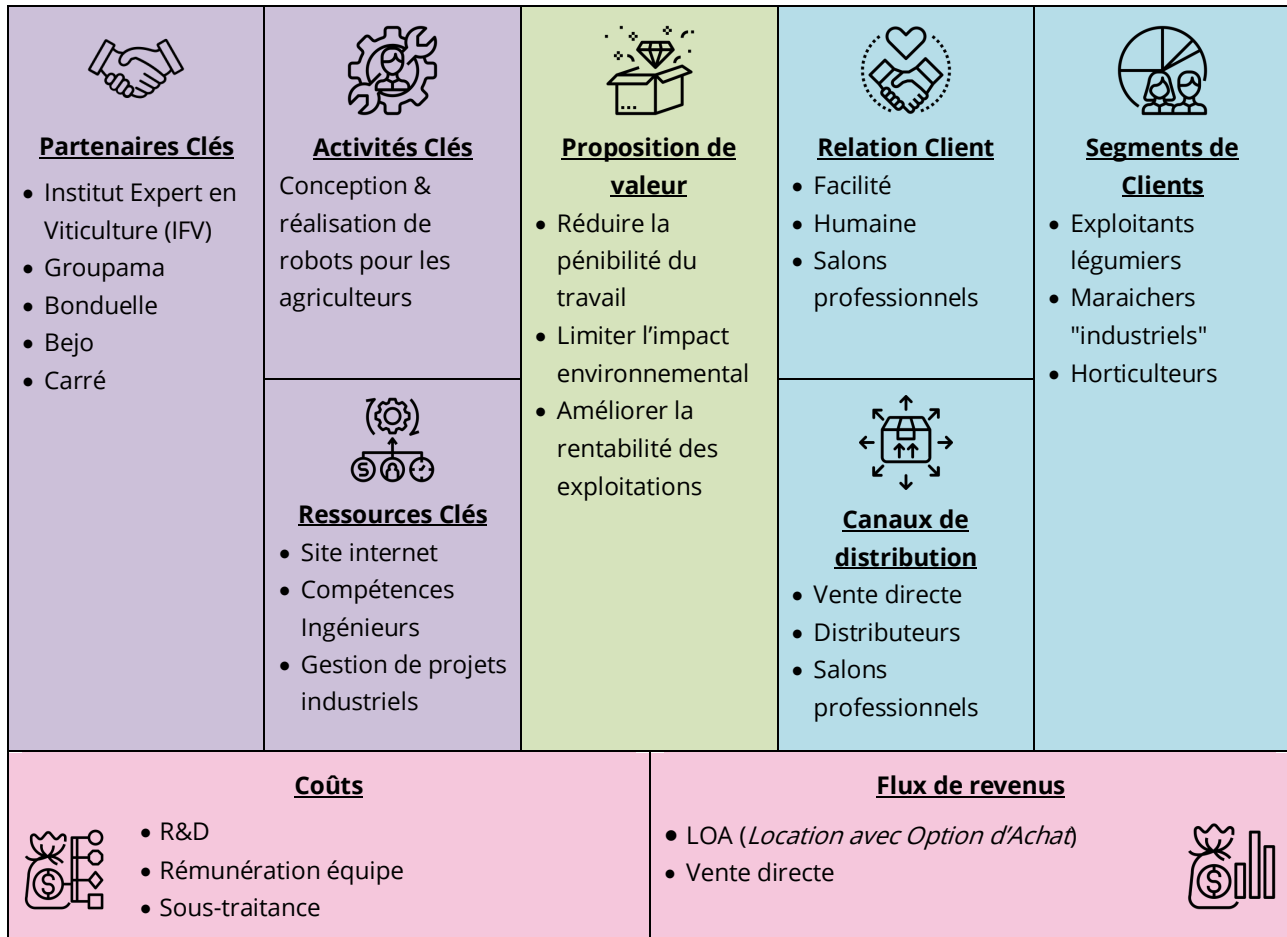 Partenaires Clés
• Institut Expert en
Viticulture (IFV)
• Groupama
• Bonduelle
• Bejo
• Carré
Activités Clés
Conception &
réalisation de
robots pour les
agriculteurs
Ressources Clés
• Site internet
• Compétences
Ingénieurs
• Gestion de projets
industriels
Proposition de
valeur
• Réduire la
pénibilité du
travail
• Limiter l’impact
environnemental
• Améliorer la
rentabilité des
exploitations
Relation Client
• Facilité
• Humaine
• Salons
professionnels
Canaux de
distribution
• Vente directe
• Distributeurs
• Salons
professionnels
Segments de
Clients
• Exploitants
légumiers
• Maraichers
"industriels"
• Horticulteurs
Coûts
• R&D
• Rémunération équipe
• Sous-traitance
Flux de revenus
• LOA (Location avec Option d’Achat)
• Vente directe